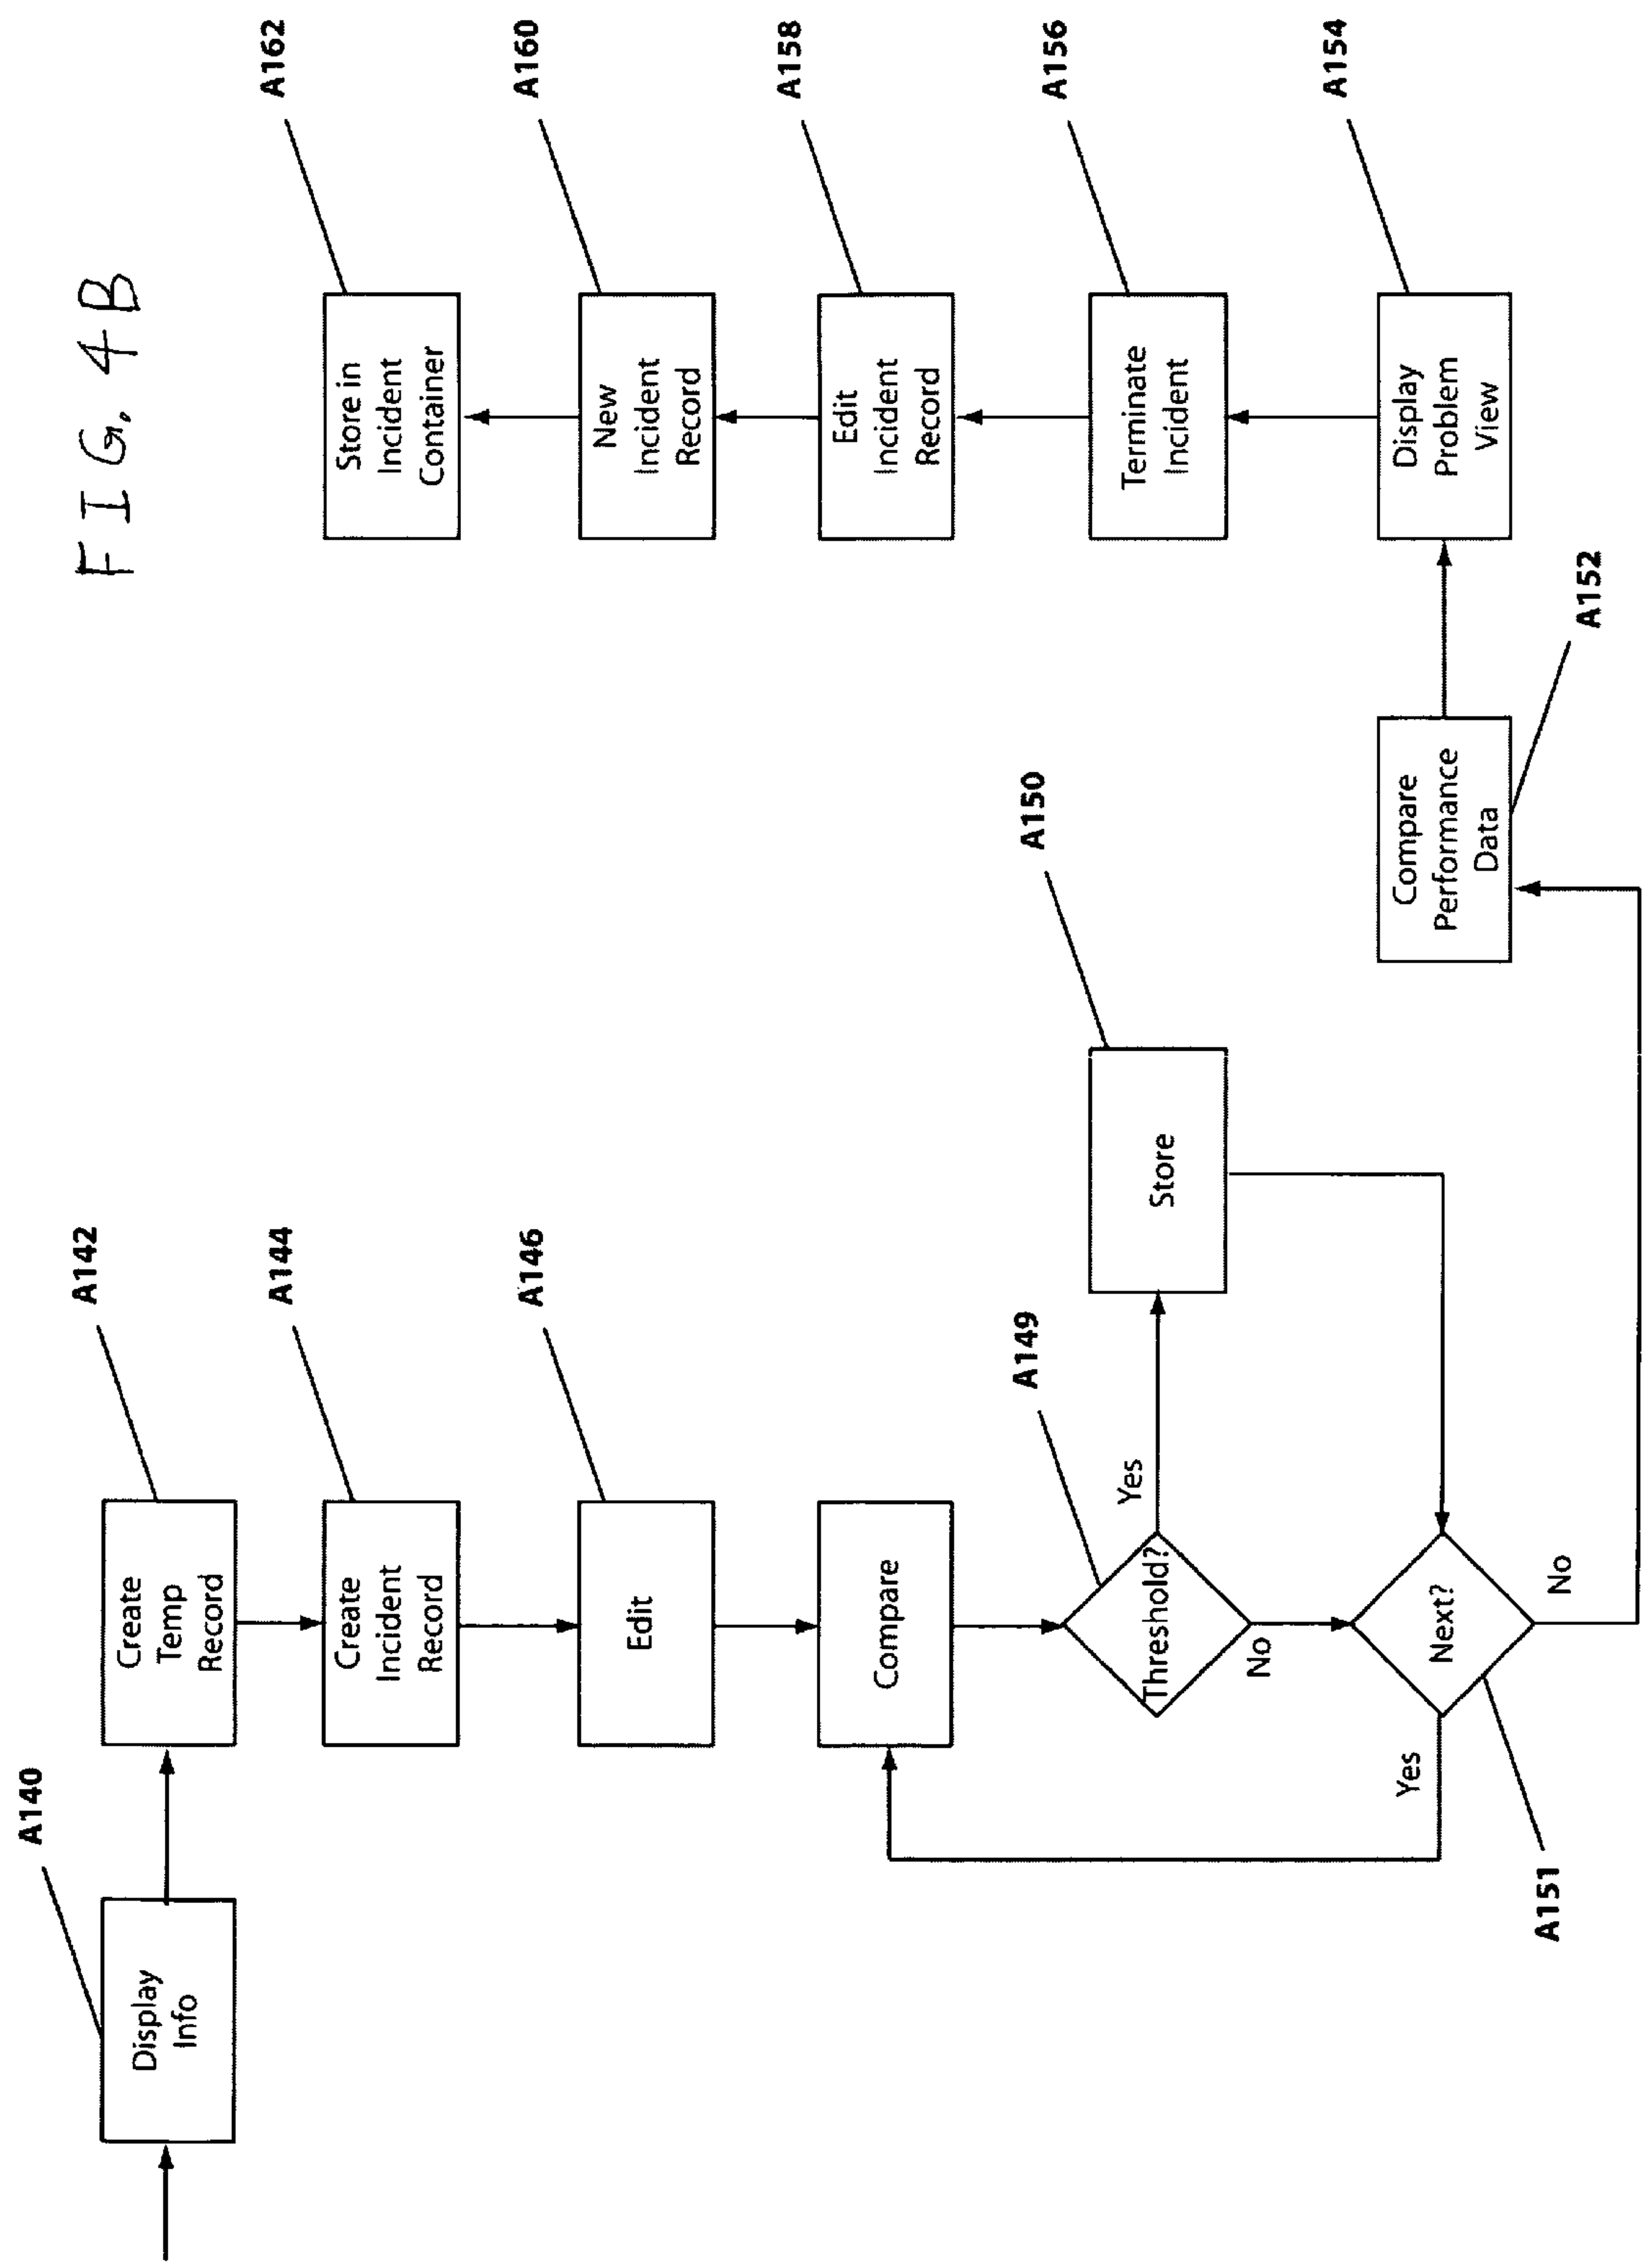 FIG. 4B
A140
Display
Info
A142
Create
Temp
Record
A144
Create
Incident
Record
A146
Edit
Compare
A149
Threshold?
Yes
No
A150
Store
A151
Next?
Yes
No
A152
Compare
Performance
Data
A154
Display
Problem
View
A156
Terminate
Incident
A158
Edit
Incident
Record
A160
New
Incident
Record
A162
Store in
Incident
Container